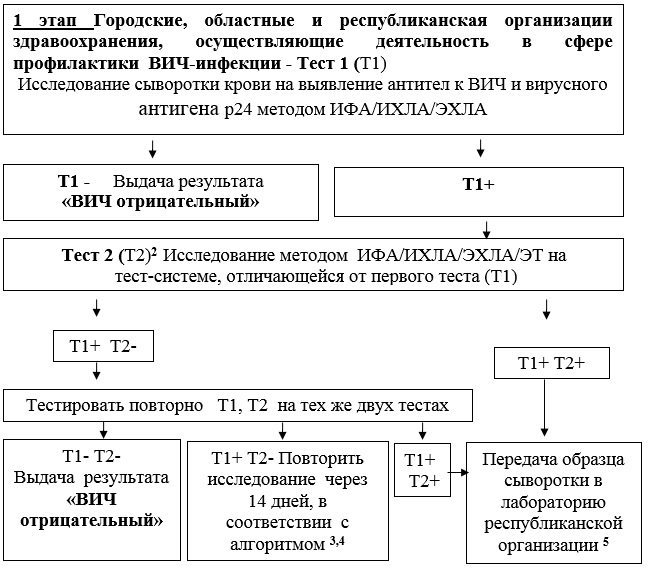 1 этап Городские, областные и республиканская организации
здравоохранения, осуществляющие деятельность в сфере
профилактики ВИЧ-инфекции - Тест 1 (Т1)
Исследование сыворотки крови на выявление антител к ВИЧ и вирусного
антигена р24 методом ИФА/ИХЛА/ЭХЛА
Т1 - Выдача результата
«ВИЧ отрицательный»
Т1+
Тест 2 (Т2)² Исследование методом ИФА/ИХЛА/ЭХЛА/ЭТ на
тест-системе, отличающейся от первого теста (Т1)
Т1+ Т2-
Т1+ Т2+
Тестировать повторно Т1, Т2 на тех же двух тестах
Т1- Т2-
Выдача результата
«ВИЧ
отрицательный»
Т1+ Т2- Повторить
исследование через
14 дней, в
соответствии с
алгоритмом ³,⁴
Т1+
Т2+
Передача образца
сыворотки в
лабораторию
республиканской
организации ⁵